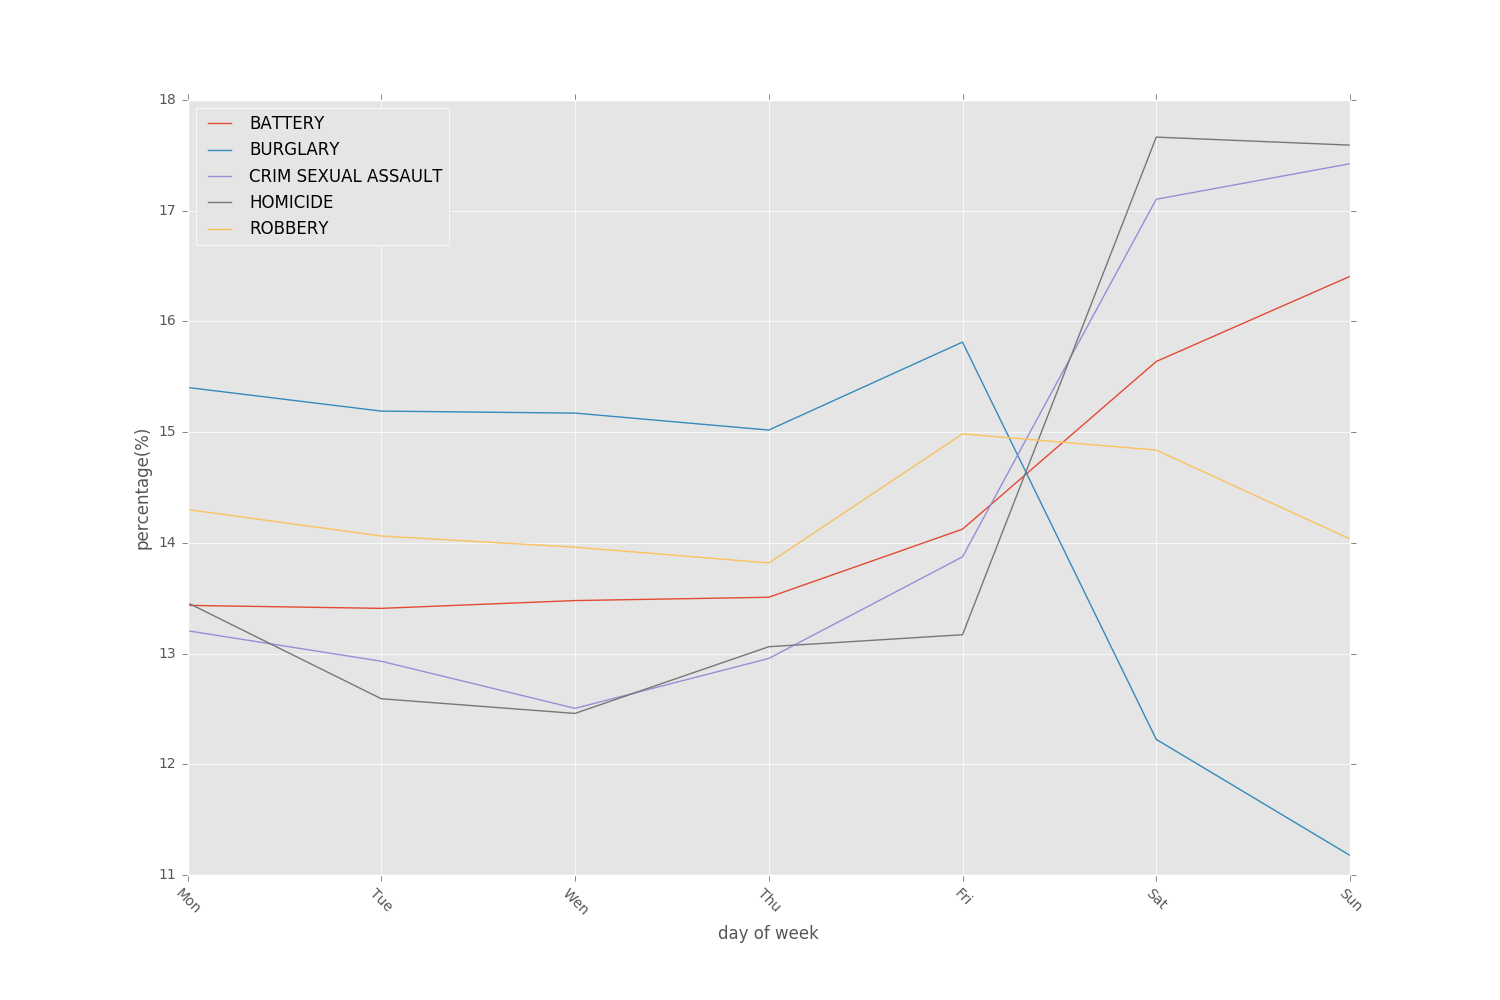 18
17
16
15
14
13
12
11
percentage(%)
BATTERY
BURGLARY
CRIM SEXUAL ASSAULT
HOMICIDE
ROBBERY
Mon
Tue
Wen
Thu
Fri
Sat
Sun
day of week